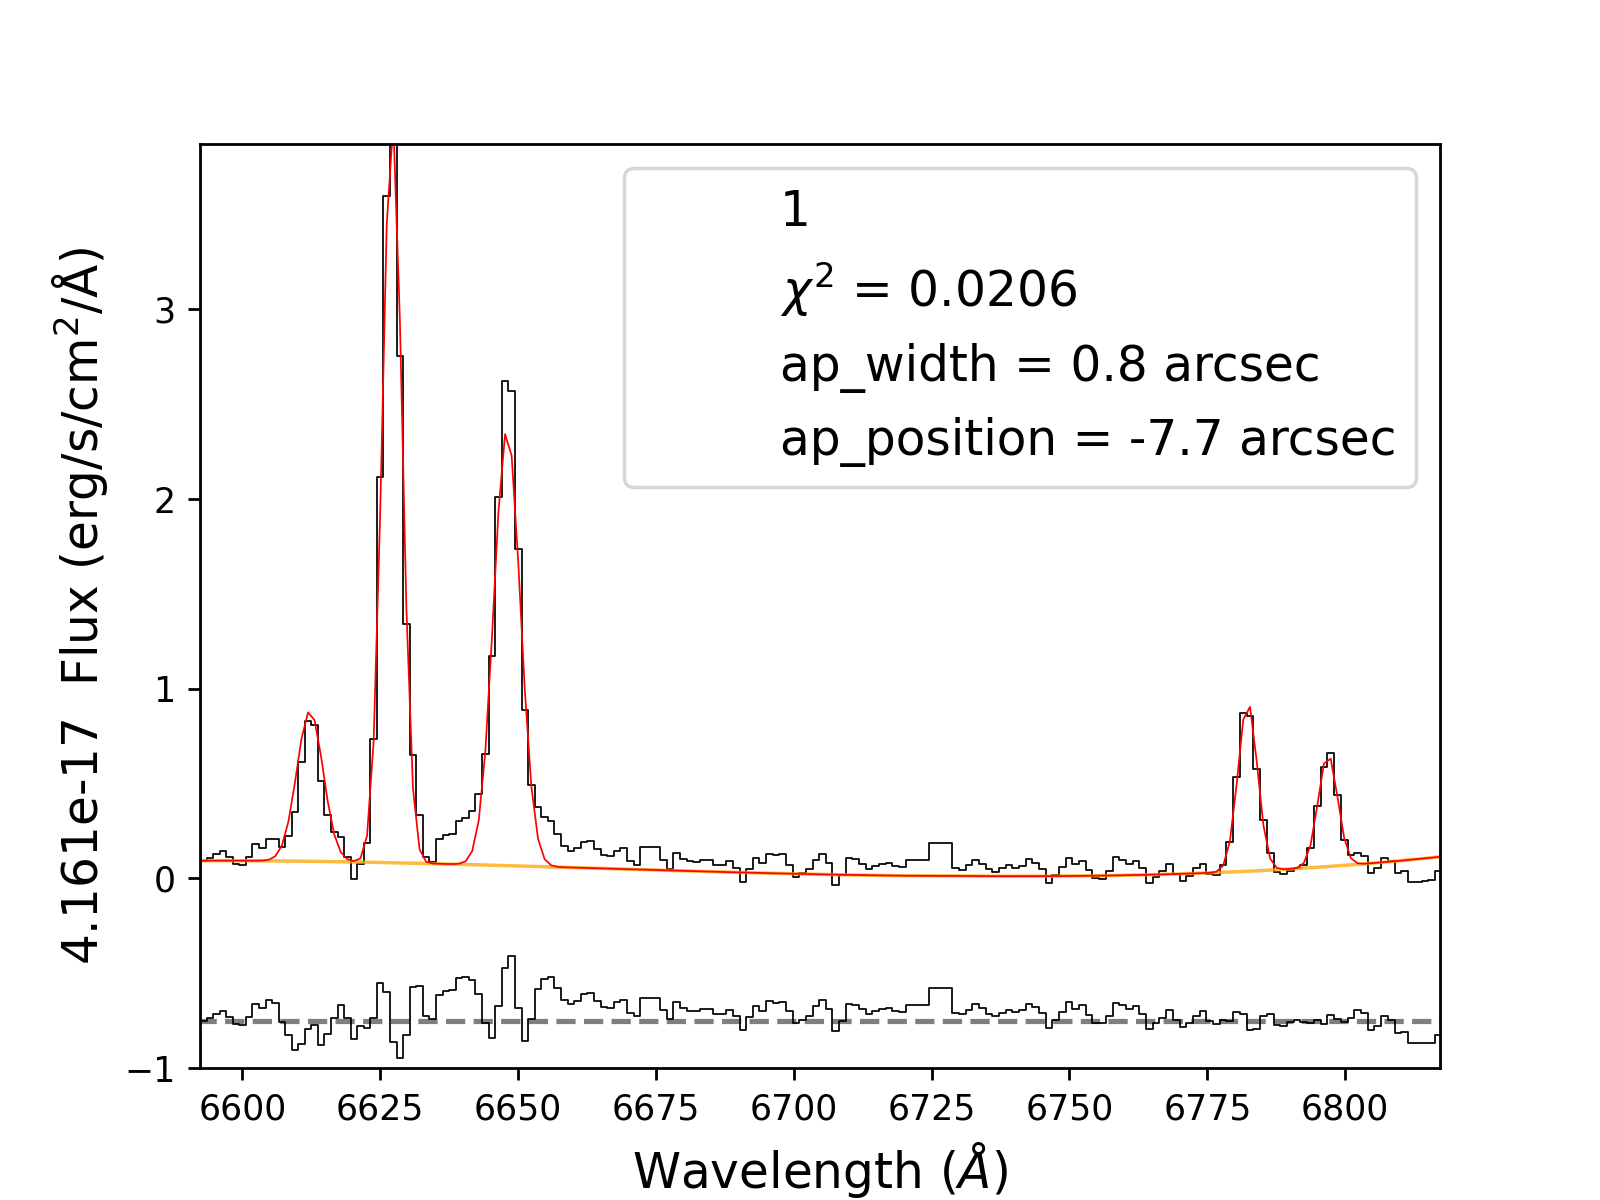 1
χ² = 0.0206
ap_width = 0.8 arcsec
ap_position = -7.7 arcsec
4.161e-17 Flux (erg/s/cm²/Å)
3
2
1
0
−1
6600 6625 6650 6675 6700 6725 6750 6775 6800
Wavelength (Å)